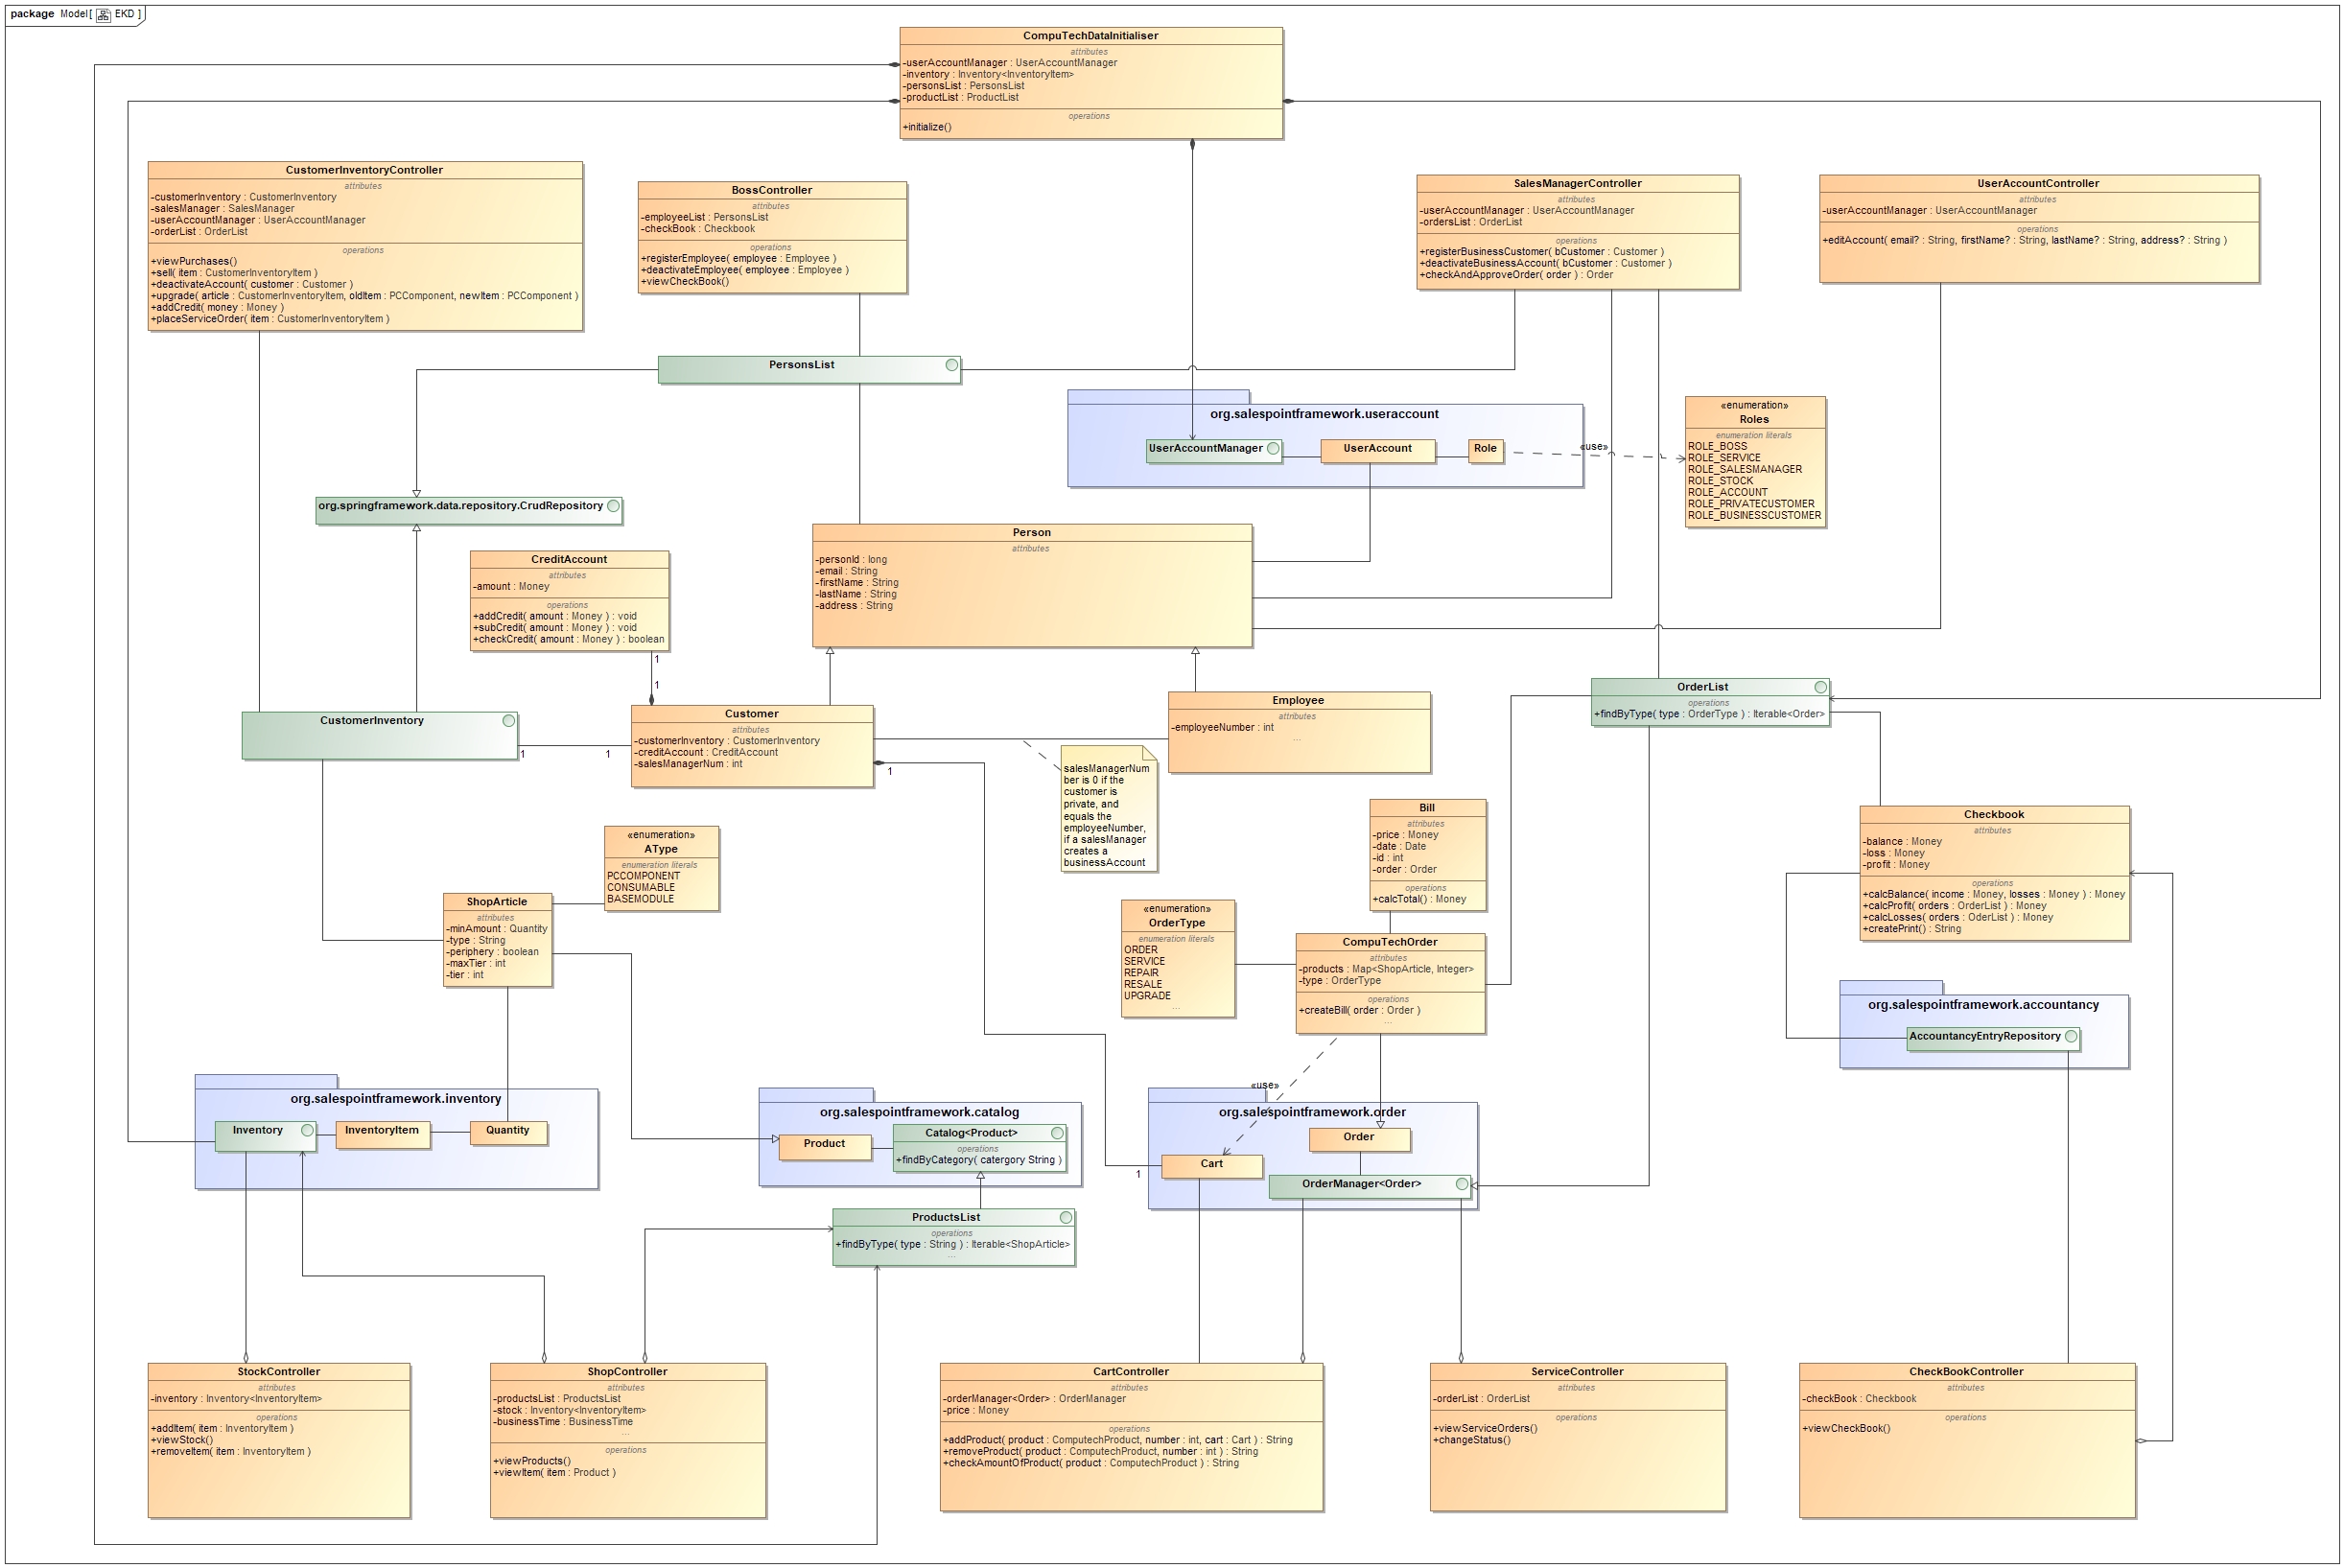 package Model[ EKD ]
CompuTechDataInitialiser
attributes
-userAccountManager : UserAccountManager
-inventory : Inventory<InventoryItem>
-personsList : PersonsList
-productList : ProductList
operations
+initialize()
CustomerInventoryController
attributes
-customerInventory : CustomerInventory
-salesManager : SalesManager
-userAccountManager : UserAccountManager
-orderList : OrderList
operations
+viewPurchases()
+sell( item : CustomerInventoryItem )
+deactivateAccount( customer : Customer )
+upgrade( article : CustomerInventoryItem, oldItem : PCComponent, newItem : PCComponent )
+addCredit( money : Money )
+placeServiceOrder( item : CustomerInventoryItem )
BossController
attributes
-employeeList : PersonsList
-checkBook : Checkbook
operations
+registerEmployee( employee : Employee )
+deactivateEmployee( employee : Employee )
+viewCheckBook()
SalesManagerController
attributes
-userAccountManager : UserAccountManager
-ordersList : OrderList
operations
+registerBusinessCustomer( bCustomer : Customer )
+deactivateBusinessAccount( bCustomer : Customer )
+checkAndApproveOrder( order ) : Order
UserAccountController
attributes
-userAccountManager : UserAccountManager
operations
+editAccount( email? : String, firstName? : String, lastName? : String, address? : String )
PersonsList
org.salespointframework.useraccount
UserAccountManager
UserAccount
Role
«use»
«enumeration»
Roles
enumeration literals
ROLE_BOSS
ROLE_SERVICE
ROLE_SALESMANAGER
ROLE_STOCK
ROLE_ACCOUNT
ROLE_PRIVATECUSTOMER
ROLE_BUSINESSCUSTOMER
org.springframework.data.repository.CrudRepository
CreditAccount
attributes
-amount : Money
operations
+addCredit( amount : Money ) : void
+subCredit( amount : Money ) : void
+checkCredit( amount : Money ) : boolean
1
1
Person
attributes
-personId : long
-email : String
-firstName : String
-lastName : String
-address : String
CustomerInventory
1
1
Customer
attributes
-customerInventory : CustomerInventory
-creditAccount : CreditAccount
-salesManagerNum : int
1
Employee
attributes
-employeeNumber : int
...
salesManagerNum
ber is 0 if the
customer is
private, and
equals the
employeeNumber,
if a salesManager
creates a
businessAccount
OrderList
operations
+findByType( type : OrderType ) : Iterable<Order>
«enumeration»
AType
enumeration literals
PCCOMPONENT
CONSUMABLE
BASEMODULE
ShopArticle
attributes
-minAmount : Quantity
-type : String
-periphery : boolean
-maxTier : int
-tier : int
Bill
attributes
-price : Money
-date : Date
-id : int
-order : Order
operations
+calcTotal() : Money
«enumeration»
OrderType
enumeration literals
ORDER
SERVICE
REPAIR
RESALE
UPGRADE
...
CompuTechOrder
attributes
-products : Map<ShopArticle, Integer>
-type : OrderType
operations
+createBill( order : Order )
...
Checkbook
attributes
-balance : Money
-loss : Money
-profit : Money
operations
+calcBalance( income : Money, losses : Money ) : Money
+calcProfit( orders : OrderList ) : Money
+calcLosses( orders : OderList ) : Money
+createPrint() : String
org.salespointframework.accountancy
AccountancyEntryRepository
org.salespointframework.inventory
Inventory
InventoryItem
Quantity
org.salespointframework.catalog
Product
Catalog<Product>
operations
+findByCategory( catergory String )
«use»
org.salespointframework.order
Order
Cart
1
OrderManager<Order>
ProductsList
operations
+findByType( type : String ) : Iterable<ShopArticle>
...
StockController
attributes
-inventory : Inventory<InventoryItem>
operations
+addItem( item : InventoryItem )
+viewStock()
+removeItem( item : InventoryItem )
ShopController
attributes
-productsList : ProductsList
-stock : Inventory<InventoryItem>
-businessTime : BusinessTime
...
operations
+viewProducts()
+viewItem( item : Product )
CartController
attributes
-orderManager<Order> : OrderManager
-price : Money
operations
+addProduct( product : ComputechProduct, number : int, cart : Cart ) : String
+removeProduct( product : ComputechProduct, number : int ) : String
+checkAmountOfProduct( product : ComputechProduct ) : String
ServiceController
attributes
-orderList : OrderList
operations
+viewServiceOrders()
+changeStatus()
CheckBookController
attributes
-checkBook : Checkbook
operations
+viewCheckBook()